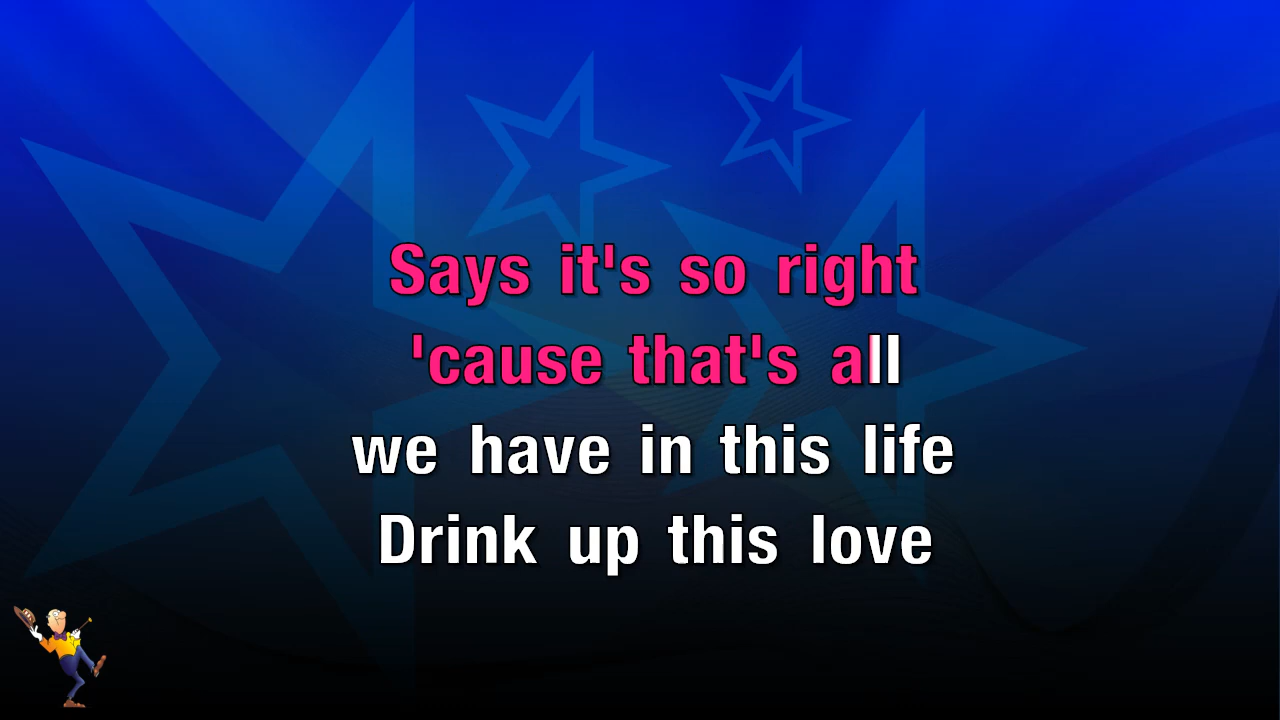 Says it's so right
'cause that's all
we have in this life
Drink up this love